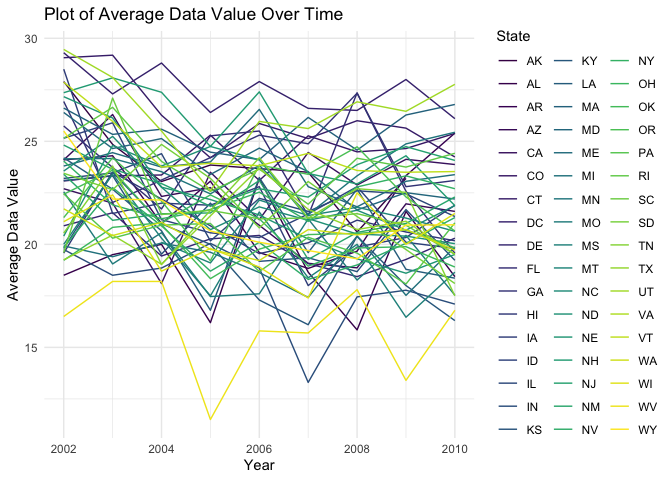 Plot of Average Data Value Over Time
30
25
20
15
Average Data Value
2002
2004
2006
2008
2010
Year
State
AK
AL
AR
AZ
CA
CO
CT
DC
DE
FL
GA
HI
IA
ID
IL
IN
KS
KY
LA
MA
MD
ME
MI
MN
MO
MS
MT
NC
ND
NE
NH
NJ
NM
NV
NY
OH
OK
OR
PA
RI
SC
SD
TN
TX
UT
VA
VT
WA
WI
WV
WY